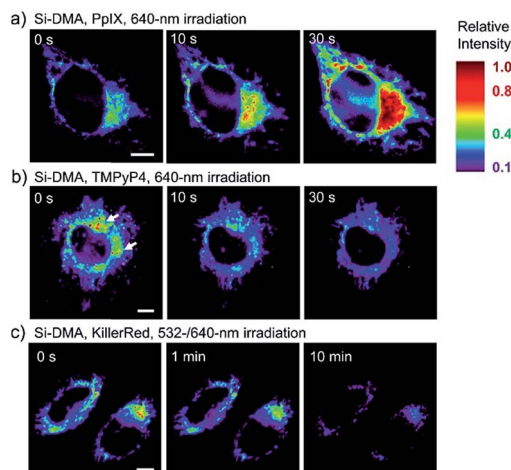 a) Si-DMA, PpIX, 640-nm irradiation
0 s
10 s
30 s
Relative
Intensity
1.0
0.8
0.4
0.1
b) Si-DMA, TMPyP4, 640-nm irradiation
0 s
10 s
30 s
c) Si-DMA, KillerRed, 532-/640-nm irradiation
0 s
1 min
10 min